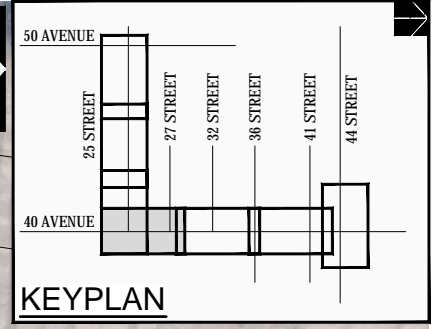 50 AVENUE
25 STREET
27 STREET
32 STREET
36 STREET
41 STREET
44 STREET
40 AVENUE
KEYPLAN